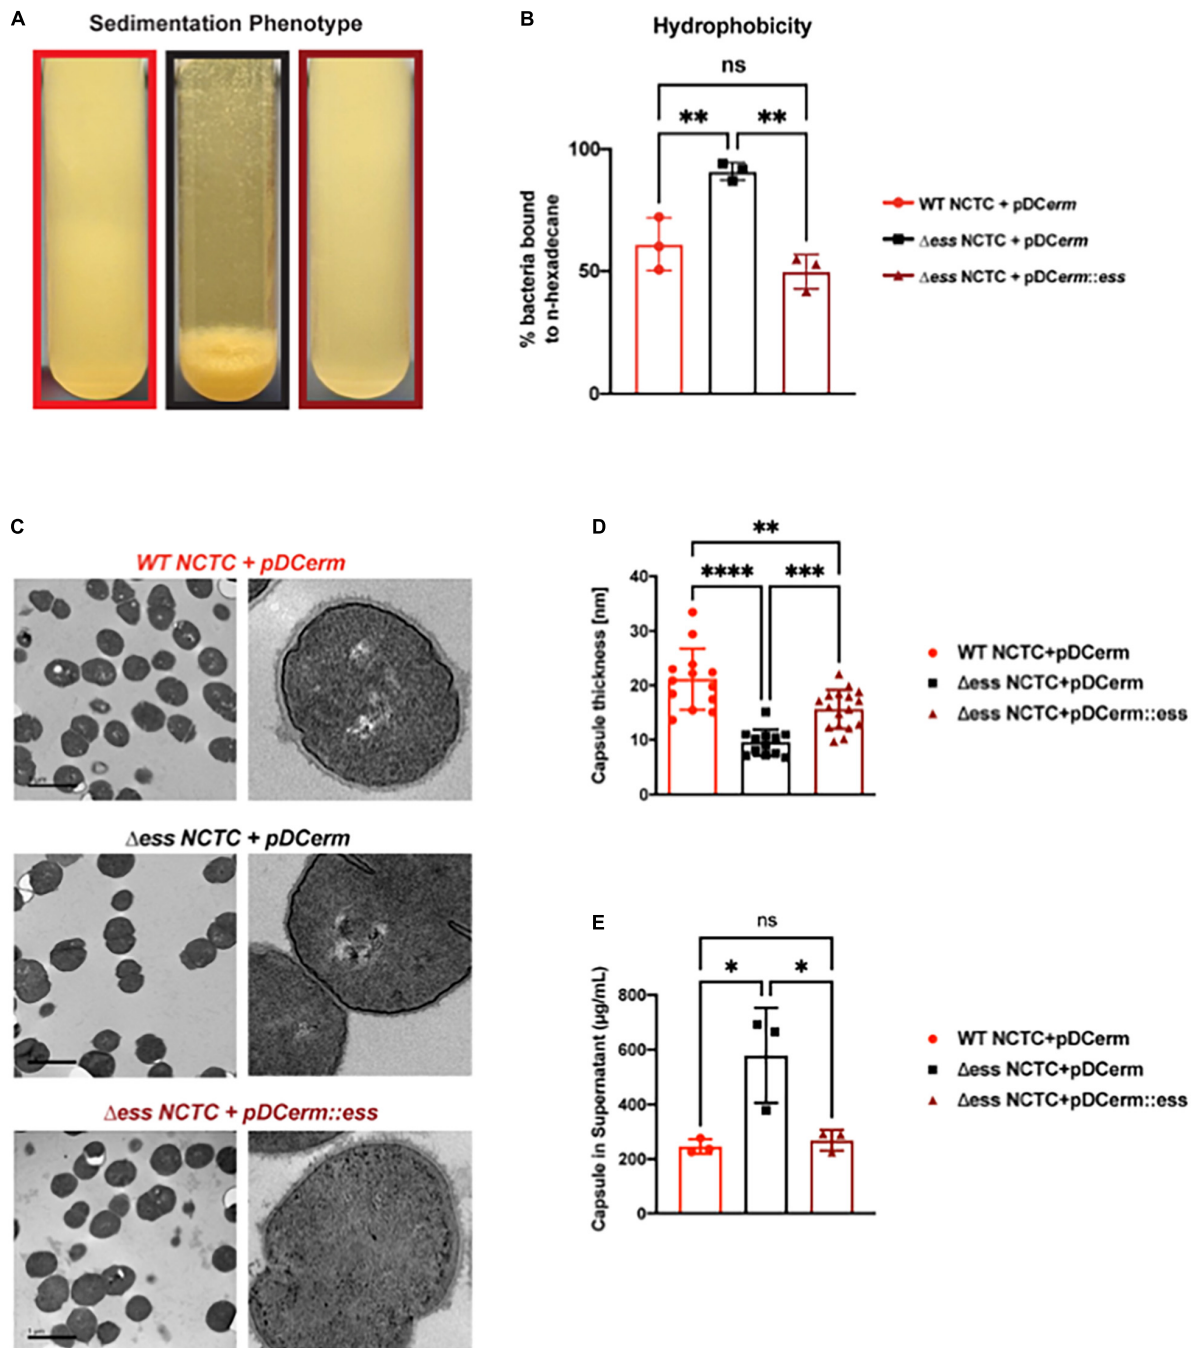 A
Sedimentation Phenotype
B
Hydrophobicity
ns
** **
100
50
0
% bacteria bound
to n-hexadecane
WT NCTC + pDCerm
Δess NCTC + pDCerm
Δess NCTC + pDCerm::ess
C
WT NCTC + pDCerm
Δess NCTC + pDCerm
Δess NCTC + pDCerm::ess
1 μm
D
**
**** ***
40
30
20
10
0
Capsule thickness [nm]
WT NCTC+pDCerm
Δess NCTC+pDCerm
Δess NCTC+pDCerm::ess
E
ns
* *
800
600
400
200
0
Capsule in Supernatant (μg/mL)
WT NCTC+pDCerm
Δess NCTC+pDCerm
Δess NCTC+pDCerm::ess